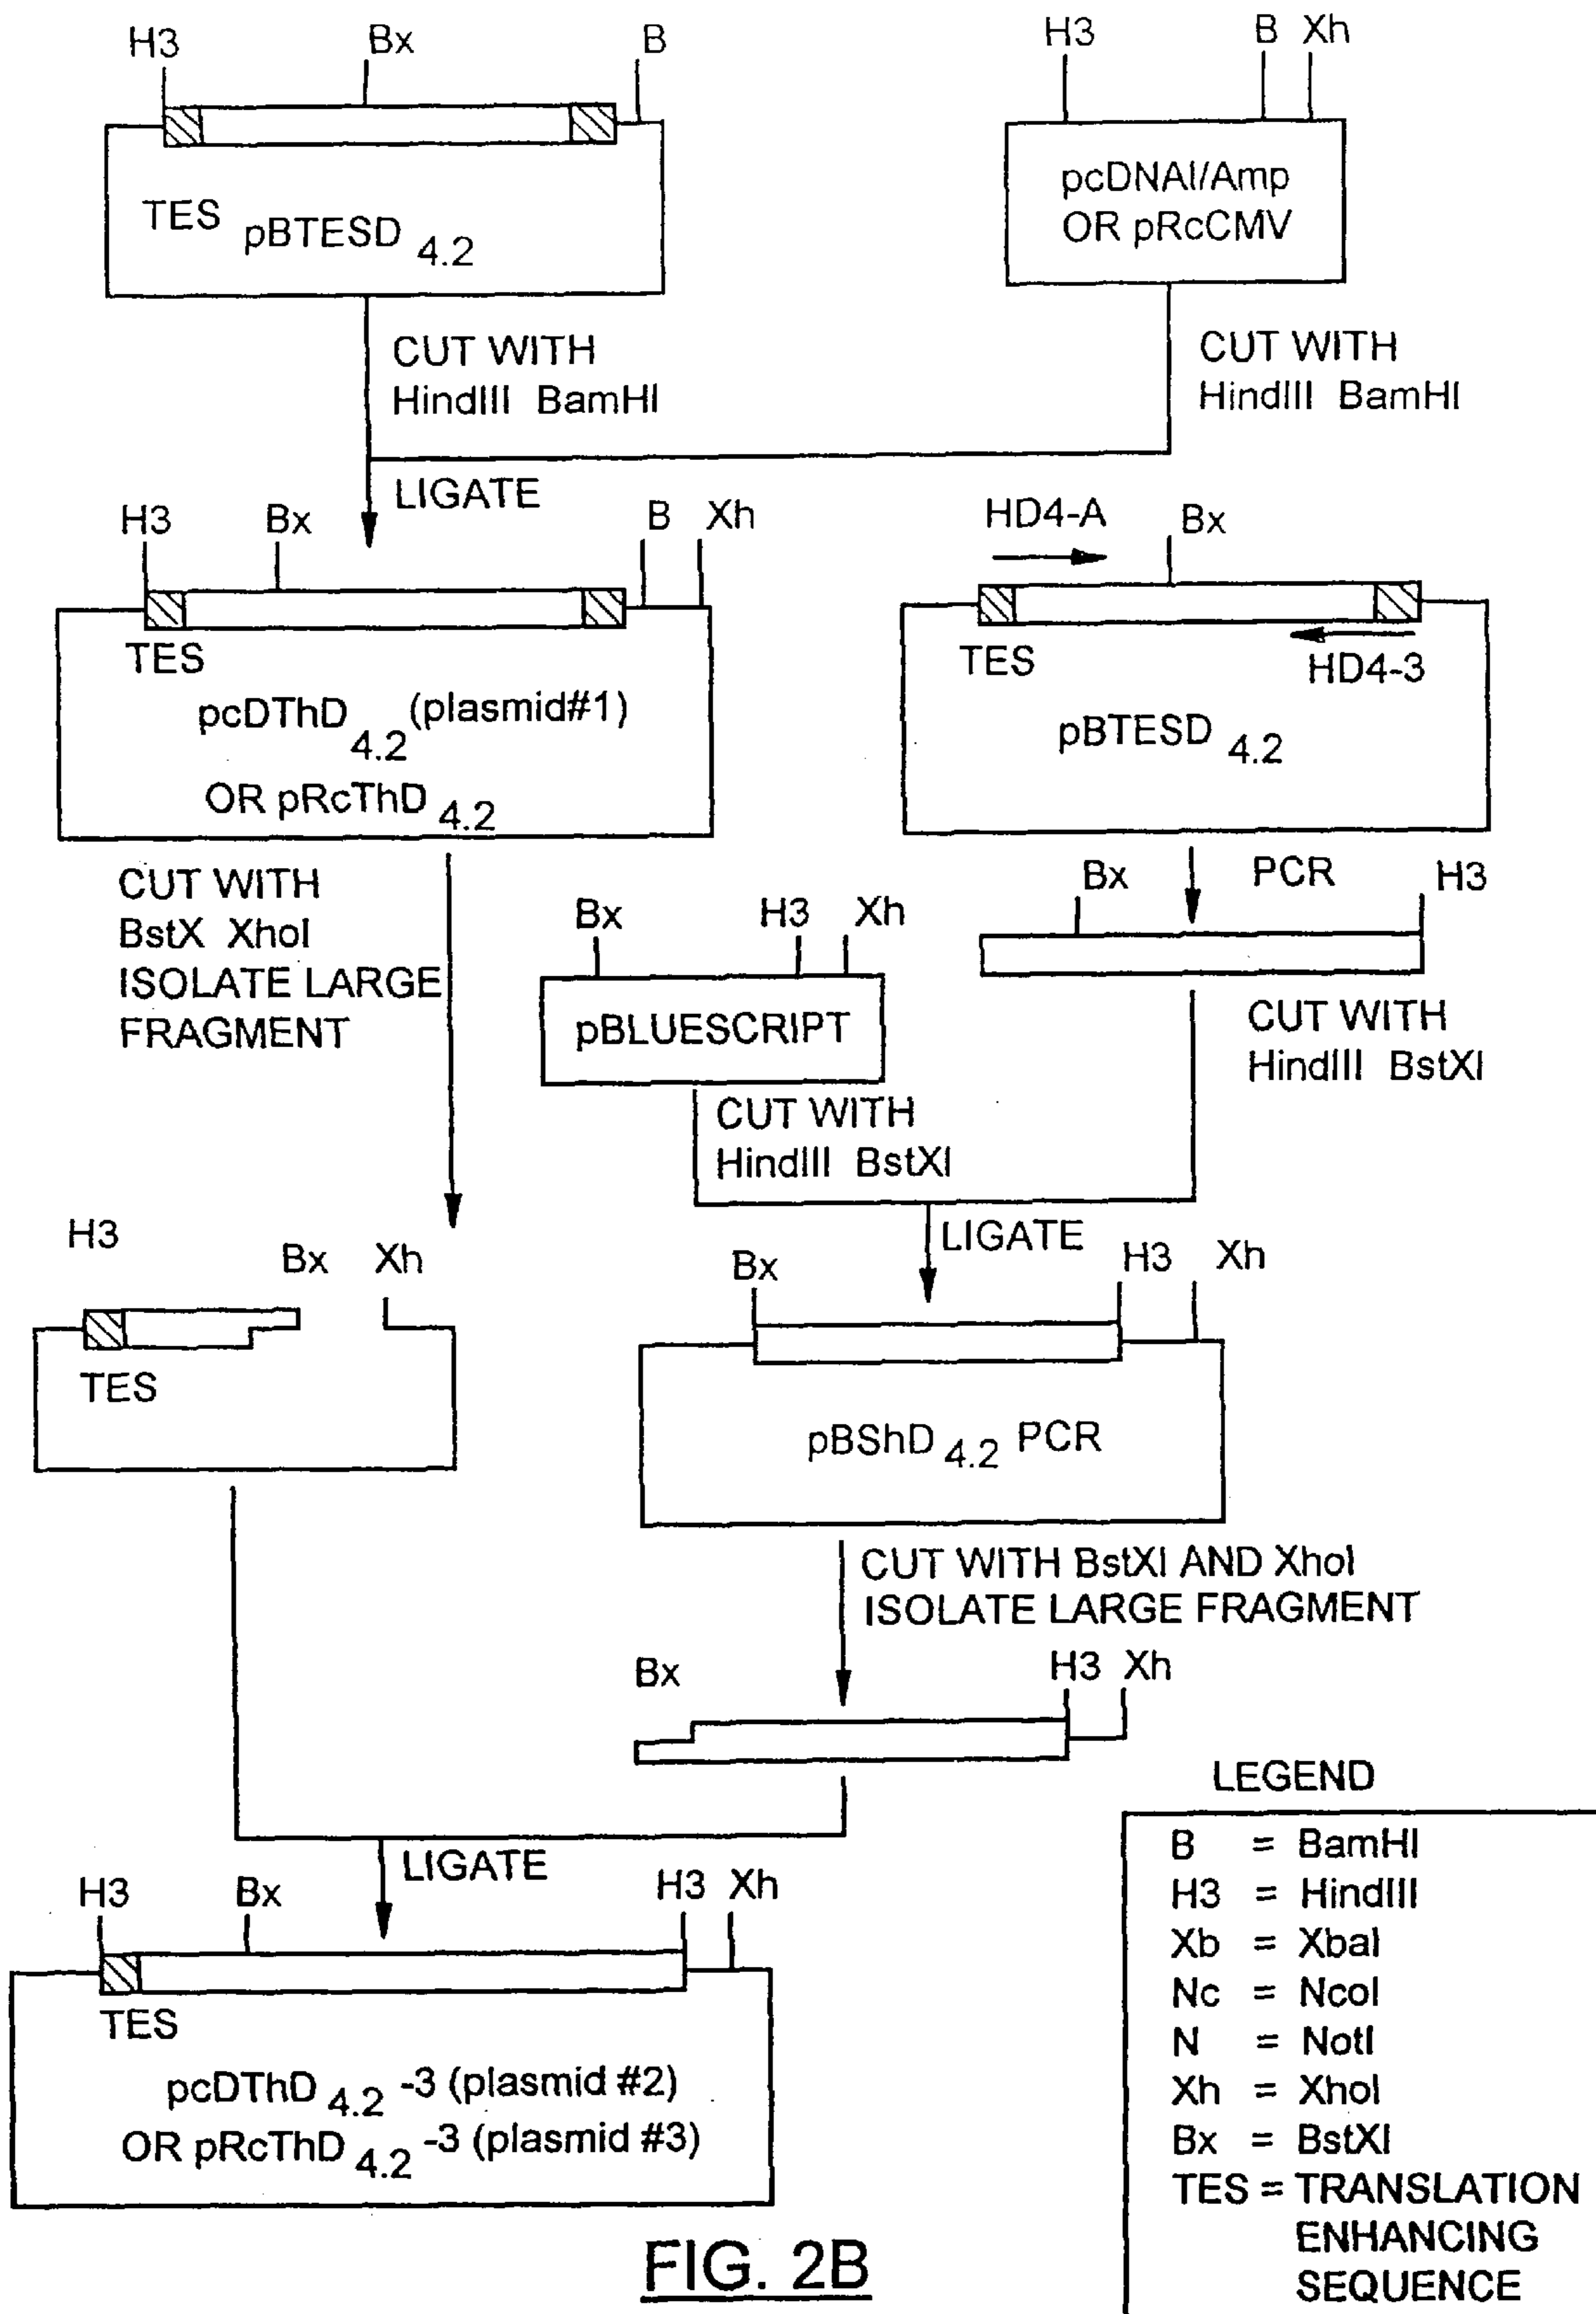 H3 Bx B
H3 B Xh
TES pBTESD 4.2
pcDNAI/Amp
OR pRcCMV
CUT WITH
HindIII BamHI
CUT WITH
HindIII BamHI
LIGATE
H3 Bx B Xh
TES
pcDThD 4.2 (plasmid#1)
OR pRcThD 4.2
HD4-A Bx
TES HD4-3
pBTESD 4.2
CUT WITH
BstX XhoI
ISOLATE LARGE
FRAGMENT
Bx PCR H3
Bx H3 Xh
pBLUESCRIPT
CUT WITH
HindIII BstXI
CUT WITH
HindIII BstXI
LIGATE
H3 Bx Xh
TES
Bx H3 Xh
pBShD 4.2 PCR
CUT WITH BstXI AND XhoI
ISOLATE LARGE FRAGMENT
Bx H3 Xh
LIGATE
H3 Bx H3 Xh
TES
pcDThD 4.2 -3 (plasmid #2)
OR pRcThD 4.2 -3 (plasmid #3)
LEGEND
B = BamHI
H3 = HindIII
Xb = XbaI
Nc = NcoI
N = NotI
Xh = XhoI
Bx = BstXI
TES = TRANSLATION
ENHANCING
SEQUENCE
FIG. 2B